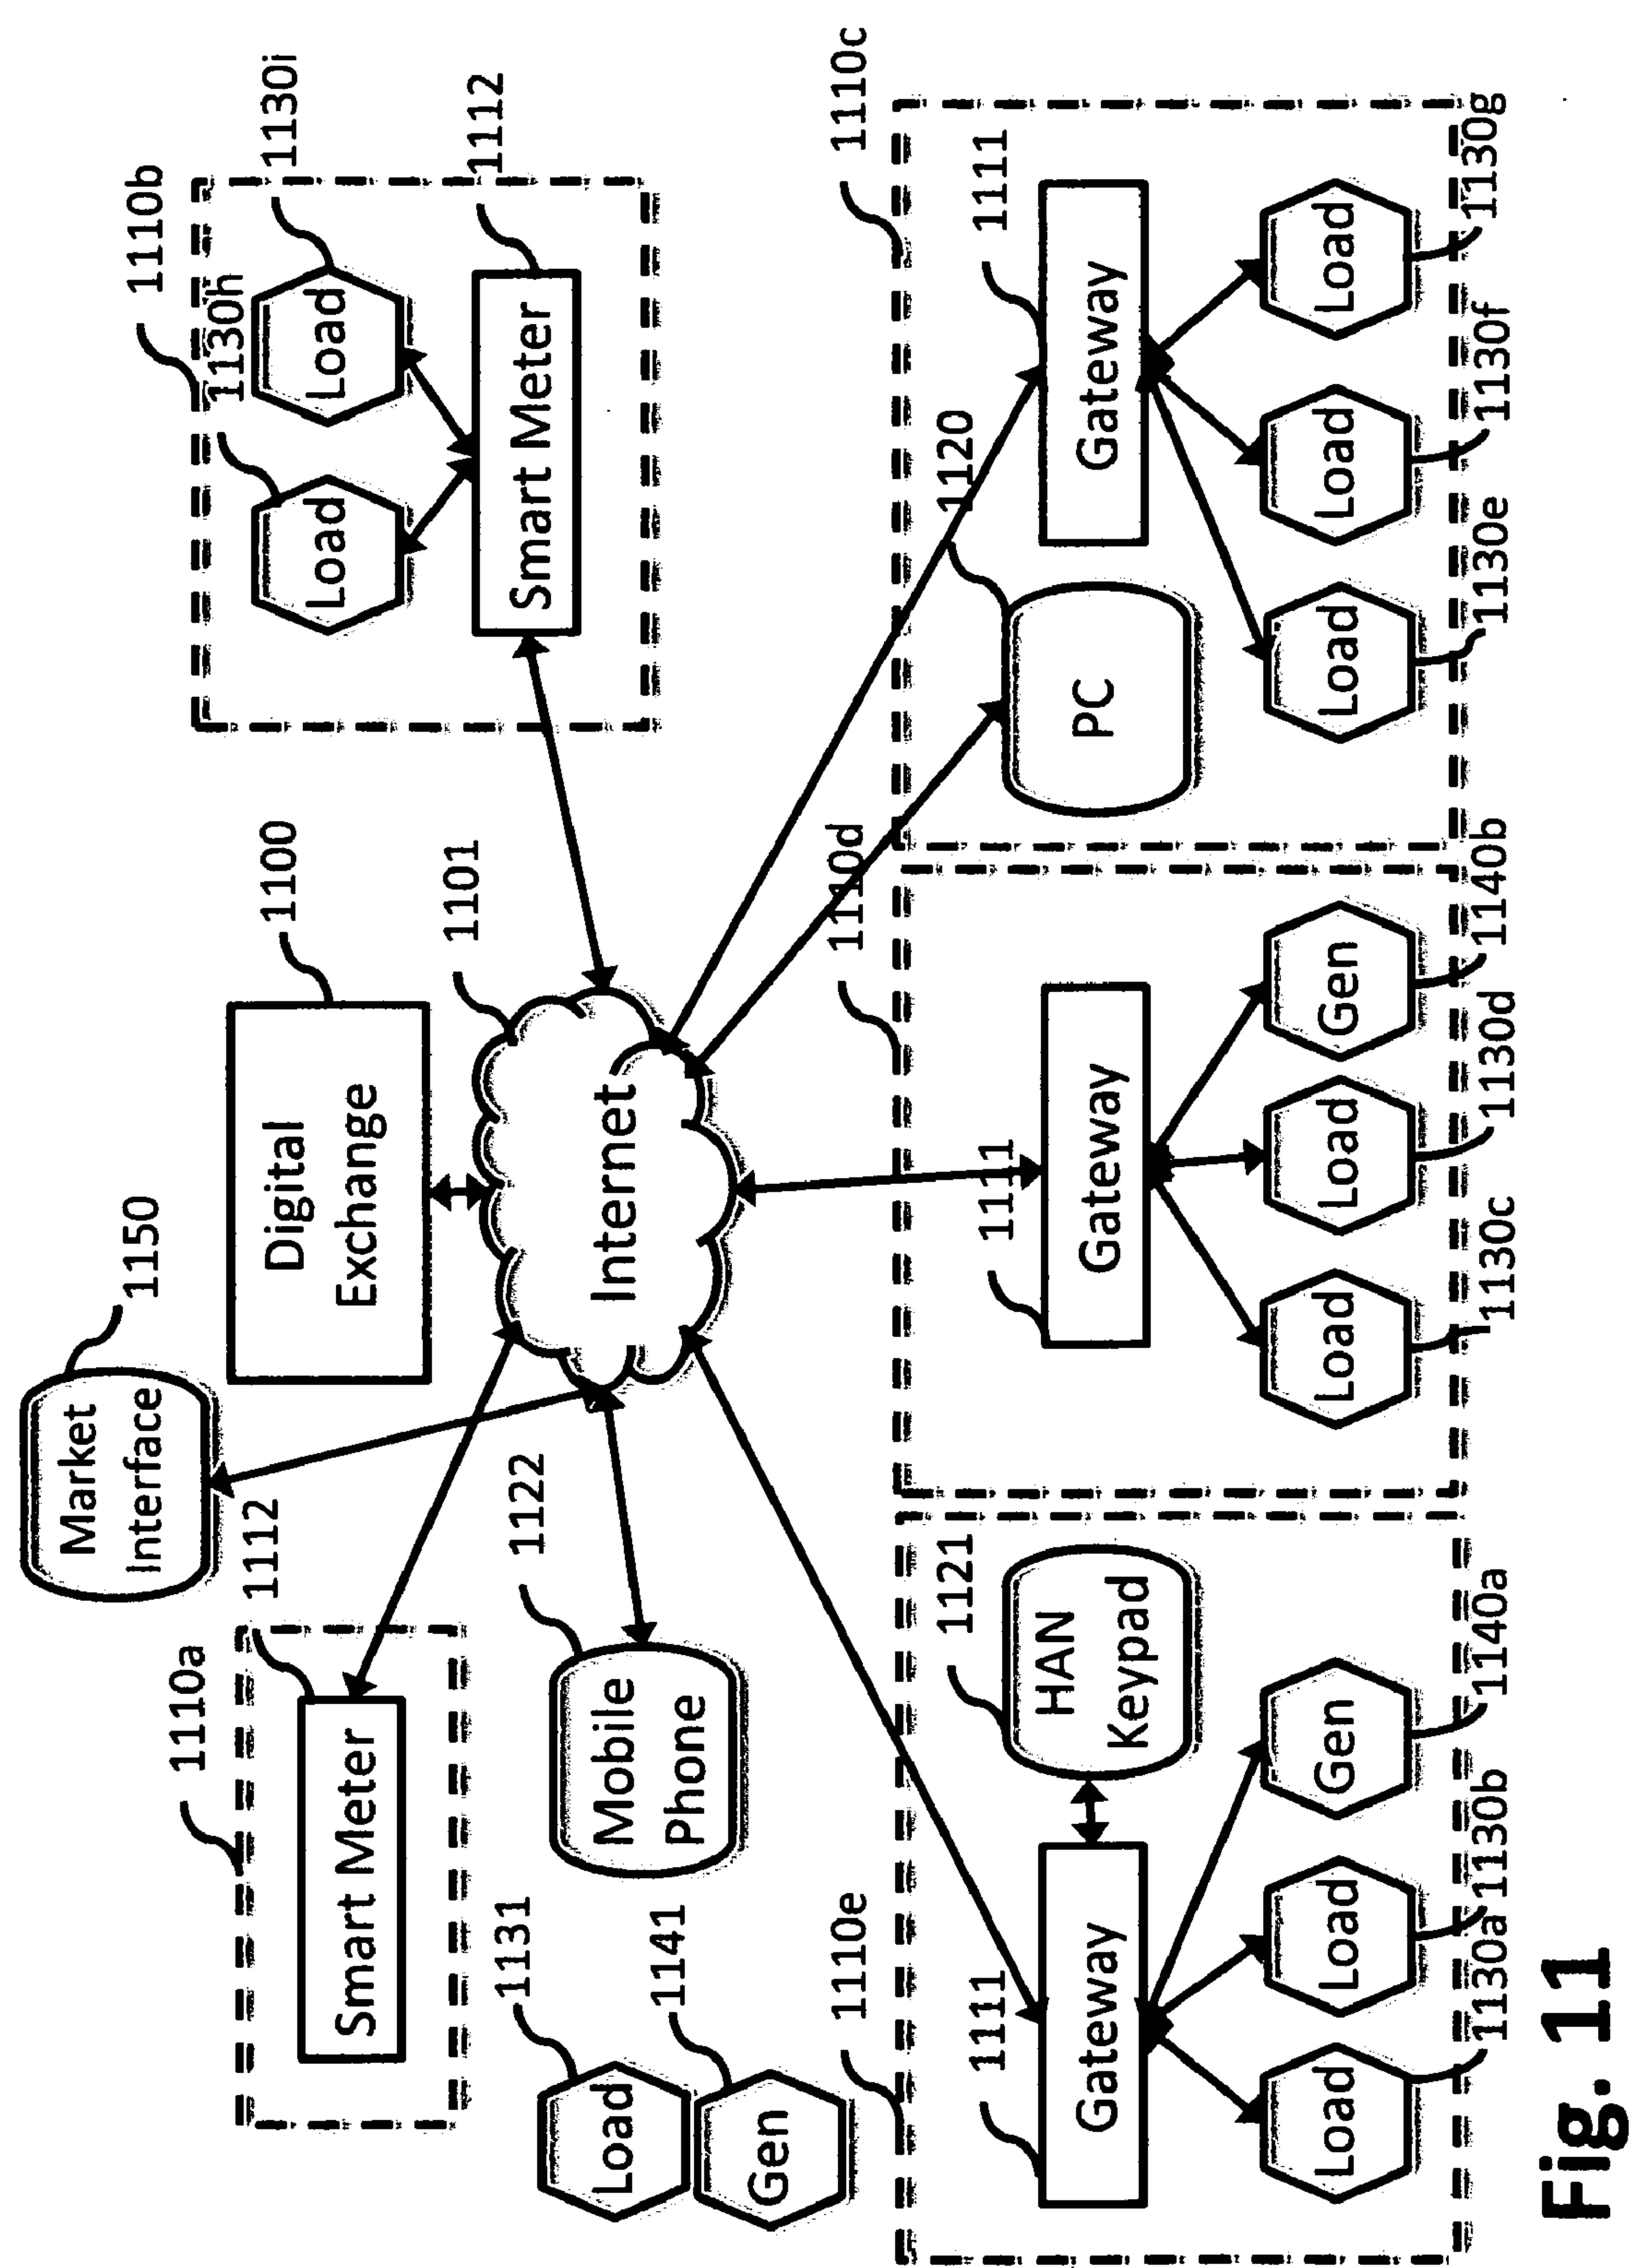 Market
Interface
1150
1110a
1112
Smart Meter
Digital
Exchange
1100
1110b
1130h
1130i
Load
Load
1112
Smart Meter
1101
Internet
1122
Mobile
Phone
1131
Load
1141
Gen
1110e
1111
Gateway
1121
HAN
Keypad
Load
Load
Gen
1130a
1130b
1140a
1110d
1111
Gateway
Load
Load
Gen
1130c
1130d
1140b
1110c
1120
PC
1111
Gateway
Load
Load
Load
1130e
1130f
1130g
Fig. 11